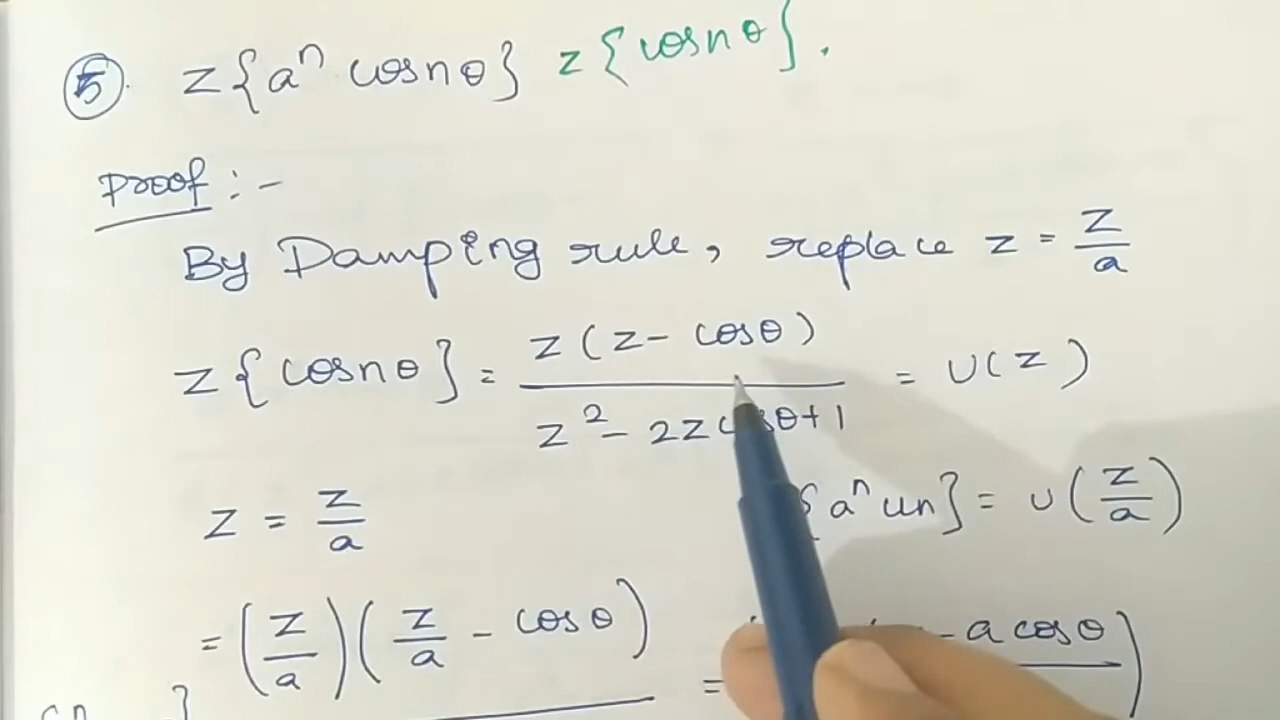 5. z{aⁿ cosnθ} z{cosnθ}.
Proof :-
By Damping rule, replace z = z/a
z{cosnθ} = z(z - cosθ) / z² - 2z cosθ+1 = U(z)
z = z/a
{aⁿ un} = U(z/a)
= (z/a)(z/a - cosθ) =
- a cosθ)